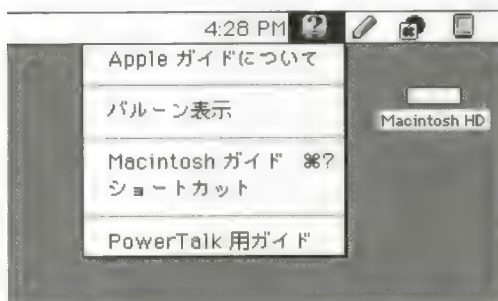 4:28 PM
Apple ガイドについて
バルーン表示
Macintosh ガイド ⌘?
ショートカット
PowerTalk 用ガイド
Macintosh HD